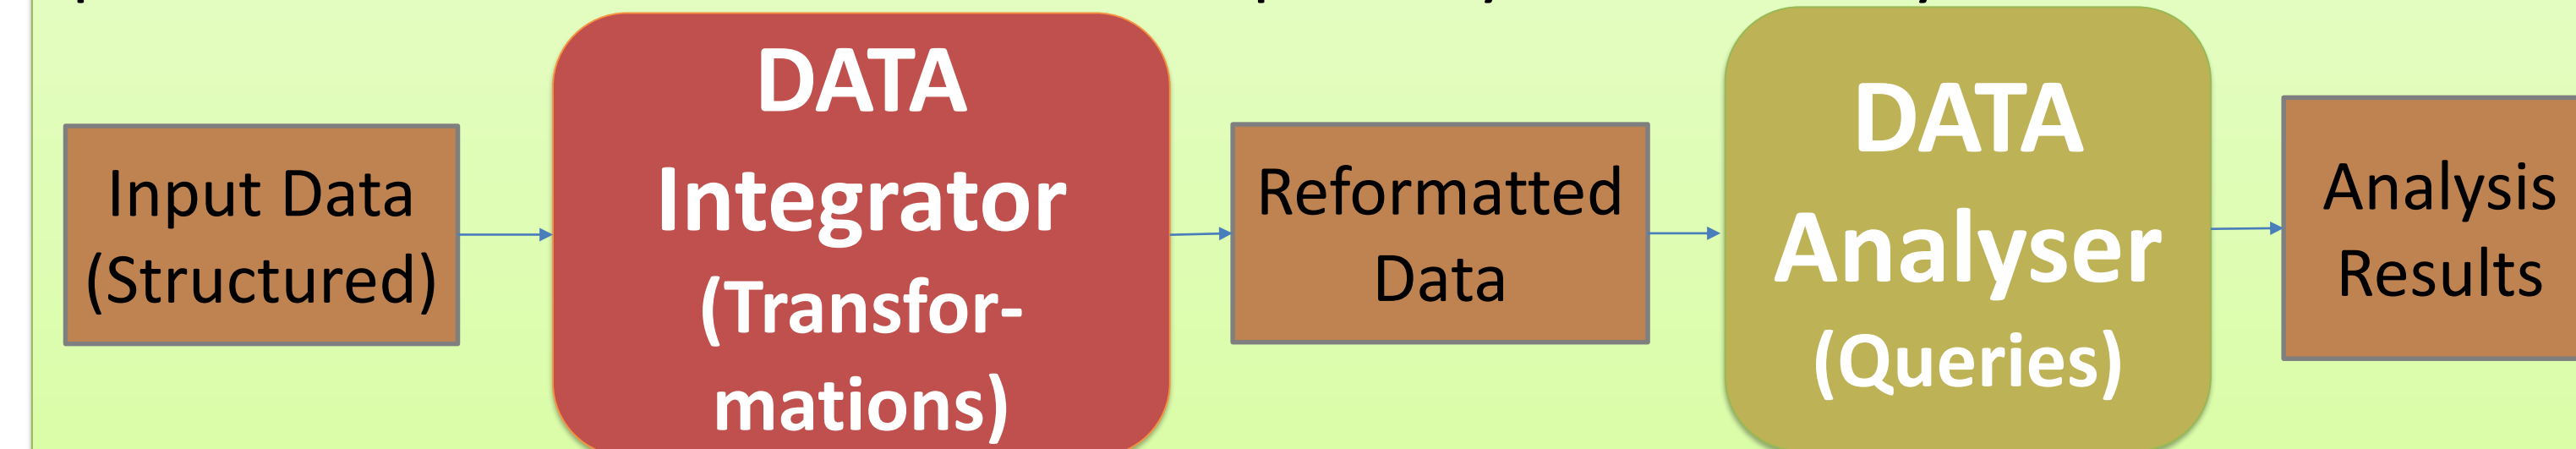 Input Data
(Structured)
DATA
Integrator
(Transfor-
mations)
Reformatted
Data
DATA
Analyser
(Queries)
Analysis
Results